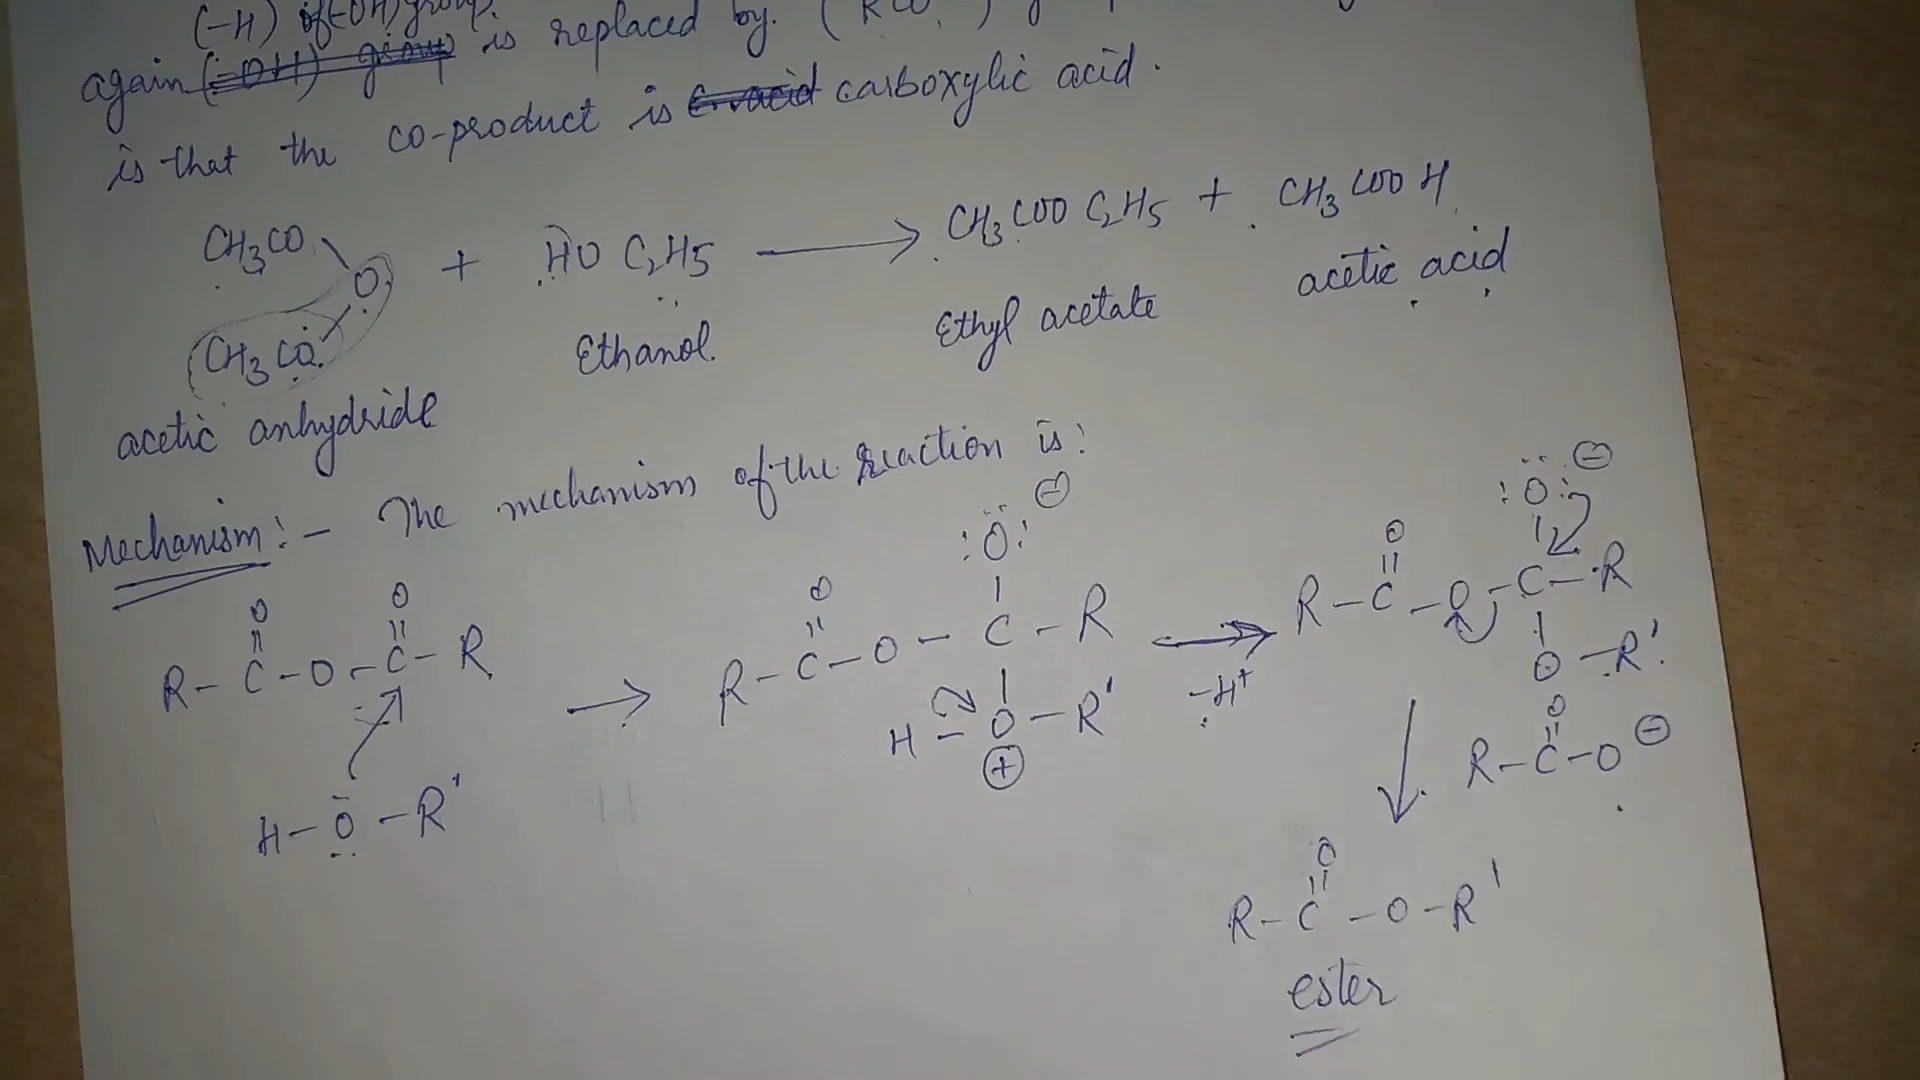 (-H) of (-OH) group.
again (-OH) group is replaced by. (RCO
is that the co-product is carboxylic acid.
CH3CO
O + HO C2H5 → CH3COO C2H5 + CH3COO H
CH3CO
acetic anhydride Ethanol. Ethyl acetate acetic acid
Mechanism:- The mechanism of the reaction is:
O O
|| ||
R-C-O-C-R
H-O-R'
→
O :O: ⊖
|| |
R-C-O-C-R
|
H-O-R'
⊕
→
-H+
O :O: ⊖
|| |
R-C-O-C-R
|
O-R'
↓
O
||
R-C-O ⊖
O
||
R-C-O-R'
ester